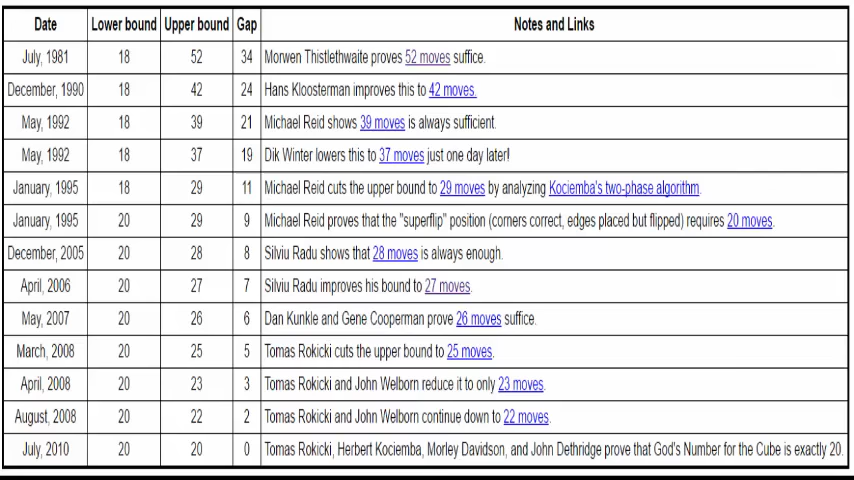 Date Lower bound Upper bound Gap Notes and Links
July, 1981 18 52 34 Morwen Thistlethwaite proves 52 moves suffice.
December, 1990 18 42 24 Hans Kloosterman improves this to 42 moves.
May, 1992 18 39 21 Michael Reid shows 39 moves is always sufficient.
May, 1992 18 37 19 Dik Winter lowers this to 37 moves just one day later!
January, 1995 18 29 11 Michael Reid cuts the upper bound to 29 moves by analyzing Kociemba's two-phase algorithm.
January, 1995 20 29 9 Michael Reid proves that the "superflip" position (corners correct, edges placed but flipped) requires 20 moves.
December, 2005 20 28 8 Silviu Radu shows that 28 moves is always enough.
April, 2006 20 27 7 Silviu Radu improves his bound to 27 moves.
May, 2007 20 26 6 Dan Kunkle and Gene Cooperman prove 26 moves suffice.
March, 2008 20 25 5 Tomas Rokicki cuts the upper bound to 25 moves.
April, 2008 20 23 3 Tomas Rokicki and John Welborn reduce it to only 23 moves.
August, 2008 20 22 2 Tomas Rokicki and John Welborn continue down to 22 moves.
July, 2010 20 20 0 Tomas Rokicki, Herbert Kociemba, Morley Davidson, and John Dethridge prove that God's Number for the Cube is exactly 20.